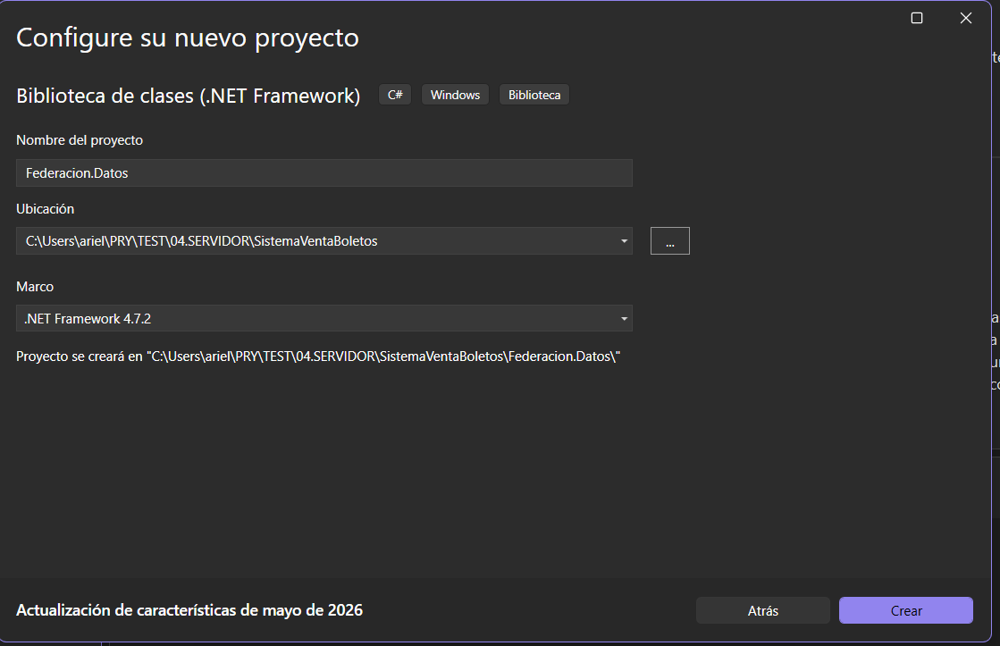 Configure su nuevo proyecto
Biblioteca de clases (.NET Framework) C# Windows Biblioteca
Nombre del proyecto
Federacion.Datos
Ubicación
C:\Users\ariel\PRY\TEST\04.SERVIDOR\SistemaVentaBoletos
...
Marco
.NET Framework 4.7.2
Proyecto se creará en "C:\Users\ariel\PRY\TEST\04.SERVIDOR\SistemaVentaBoletos\Federacion.Datos\"
Actualización de características de mayo de 2026
Atrás
Crear